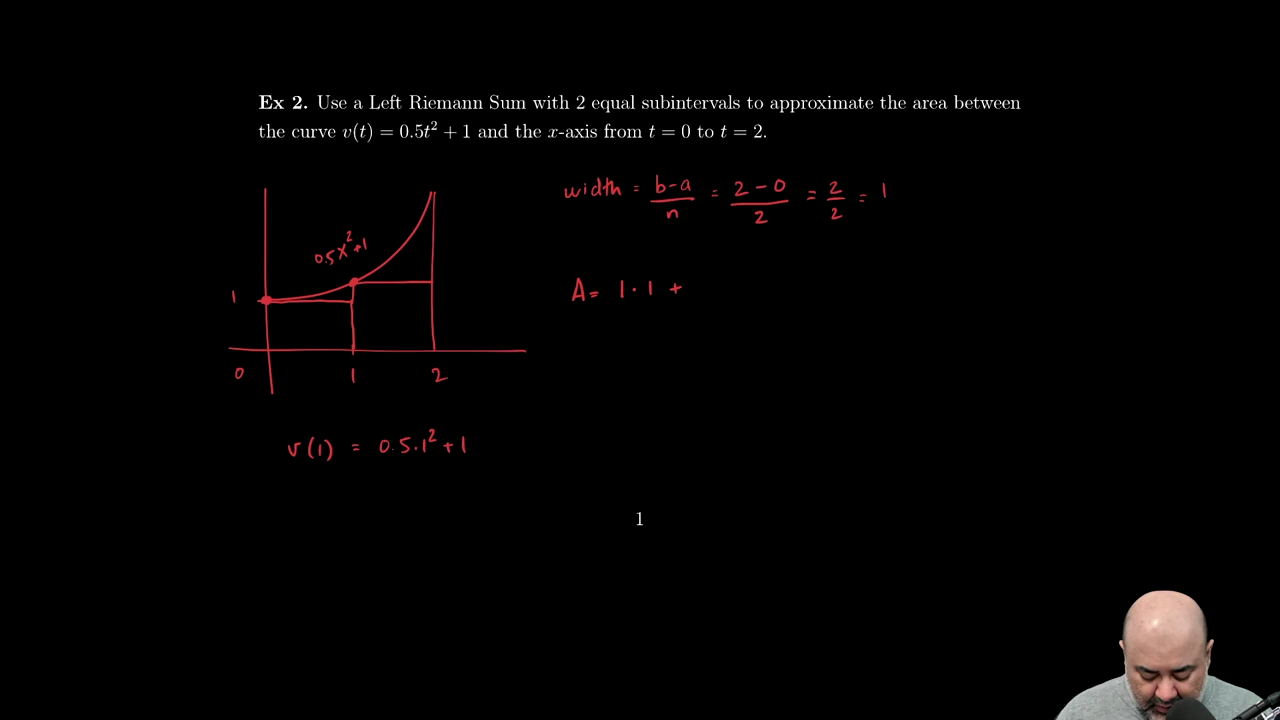 Ex 2. Use a Left Riemann Sum with 2 equal subintervals to approximate the area between
the curve v(t) = 0.5t² + 1 and the x-axis from t = 0 to t = 2.
width = b-a/n = 2-0/2 = 2/2 = 1
0.5x²+1
1
A = 1·1 +
0 1 2
v(1) = 0.5·1²+1
1